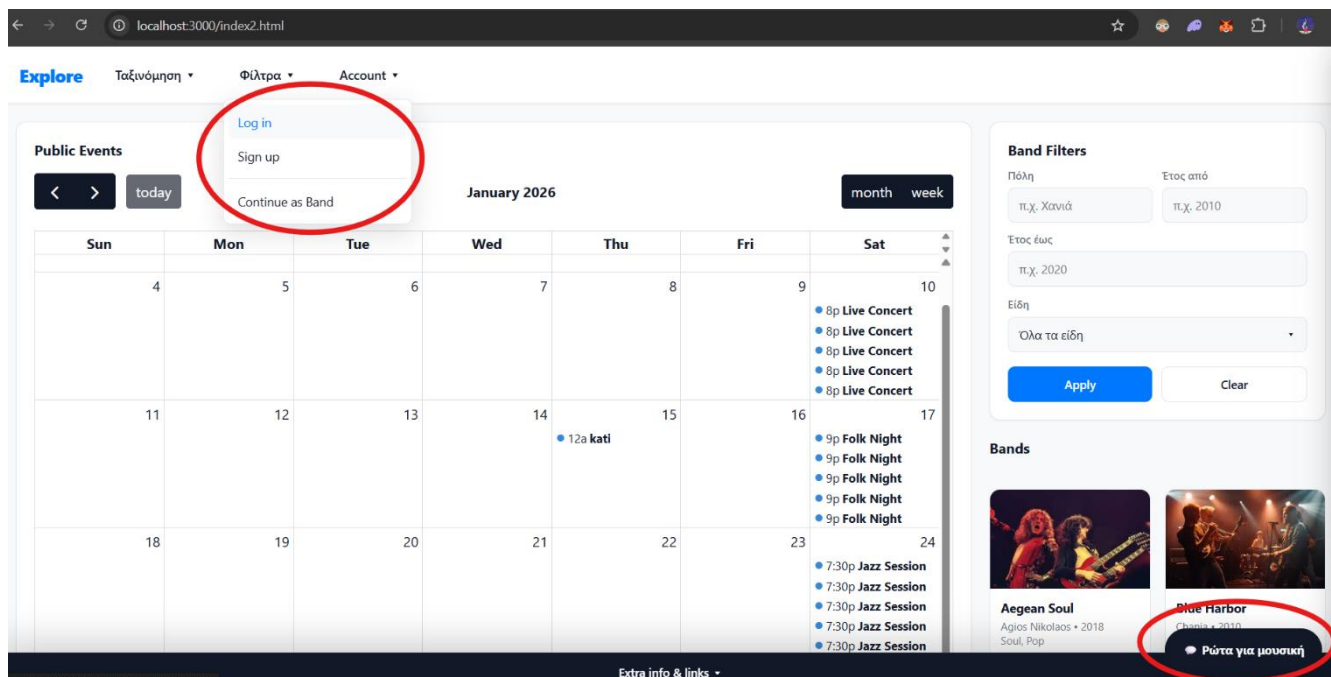 localhost:3000/index2.html
Explore Ταξινόμηση Φίλτρα Account
Log in
Sign up
Continue as Band
Public Events
today
January 2026
month week
Sun Mon Tue Wed Thu Fri Sat
4 5 6 7 8 9 10
8p Live Concert
8p Live Concert
8p Live Concert
8p Live Concert
8p Live Concert
11 12 13 14 15 16 17
12a kati
9p Folk Night
9p Folk Night
9p Folk Night
9p Folk Night
9p Folk Night
18 19 20 21 22 23 24
7:30p Jazz Session
7:30p Jazz Session
7:30p Jazz Session
7:30p Jazz Session
7:30p Jazz Session
Band Filters
Πόλη Έτος από
π.χ. Χανιά π.χ. 2010
Έτος έως
π.χ. 2020
Είδη
Όλα τα είδη
Apply Clear
Bands
Aegean Soul
Agios Nikolaos • 2018
Soul, Pop
Blue Harbor
Chania • 2010
Ρώτα για μουσική
Extra info & links